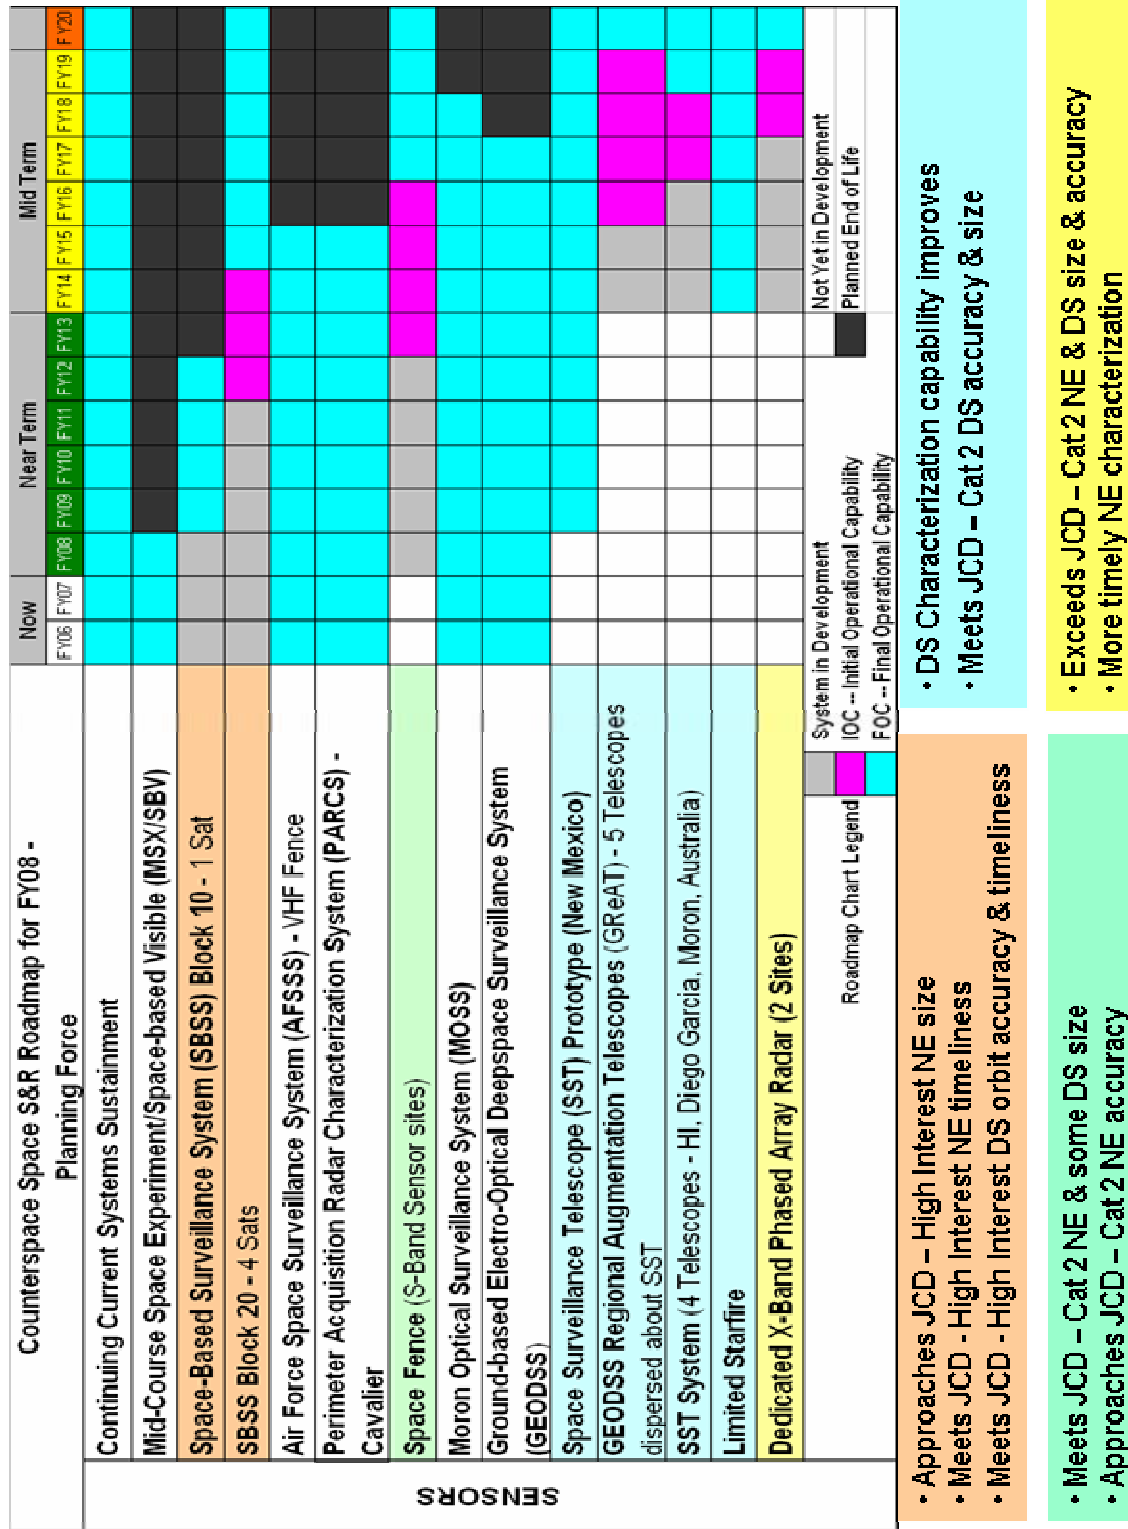 Counterspace Space S&R Roadmap for FY08 -
Planning Force
Now
Near Term
Mid Term
FY06 FY07 FY08 FY09 FY10 FY11 FY12 FY13 FY14 FY15 FY16 FY17 FY18 FY19 FY20
SENSORS
Continuing Current Systems Sustainment
Mid-Course Space Experiment/Space-based Visible (MSX/SBV)
Space-Based Surveillance System (SBSS) Block 10 - 1 Sat
SBSS Block 20 - 4 Sats
Air Force Space Surveillance System (AFSSS) - VHF Fence
Perimeter Acquisition Radar Characterization System (PARCS) -
Cavalier
Space Fence (S-Band Sensor sites)
Moron Optical Surveillance System (MOSS)
Ground-based Electro-Optical Deepspace Surveillance System
(GEODSS)
Space Surveillance Telescope (SST) Prototype (New Mexico)
GEODSS Regional Augmentation Telescopes (GReAT) - 5 Telescopes
dispersed about SST
SST System (4 Telescopes - HI, Diego Garcia, Moron, Australia)
Limited Starfire
Dedicated X-Band Phased Array Radar (2 Sites)
Roadmap Chart Legend
System in Development
IOC -- Initial Operational Capability
FOC -- Final Operational Capability
Not Yet in Development
Planned End of Life
• Approaches JCD – High Interest NE size
• Meets JCD - High Interest NE timeliness
• Meets JCD - High Interest DS orbit accuracy & timeliness
• DS Characterization capability improves
• Meets JCD – Cat 2 DS accuracy & size
• Meets JCD – Cat 2 NE & some DS size
• Approaches JCD – Cat 2 NE accuracy
• Exceeds JCD – Cat 2 NE & DS size & accuracy
• More timely NE characterization